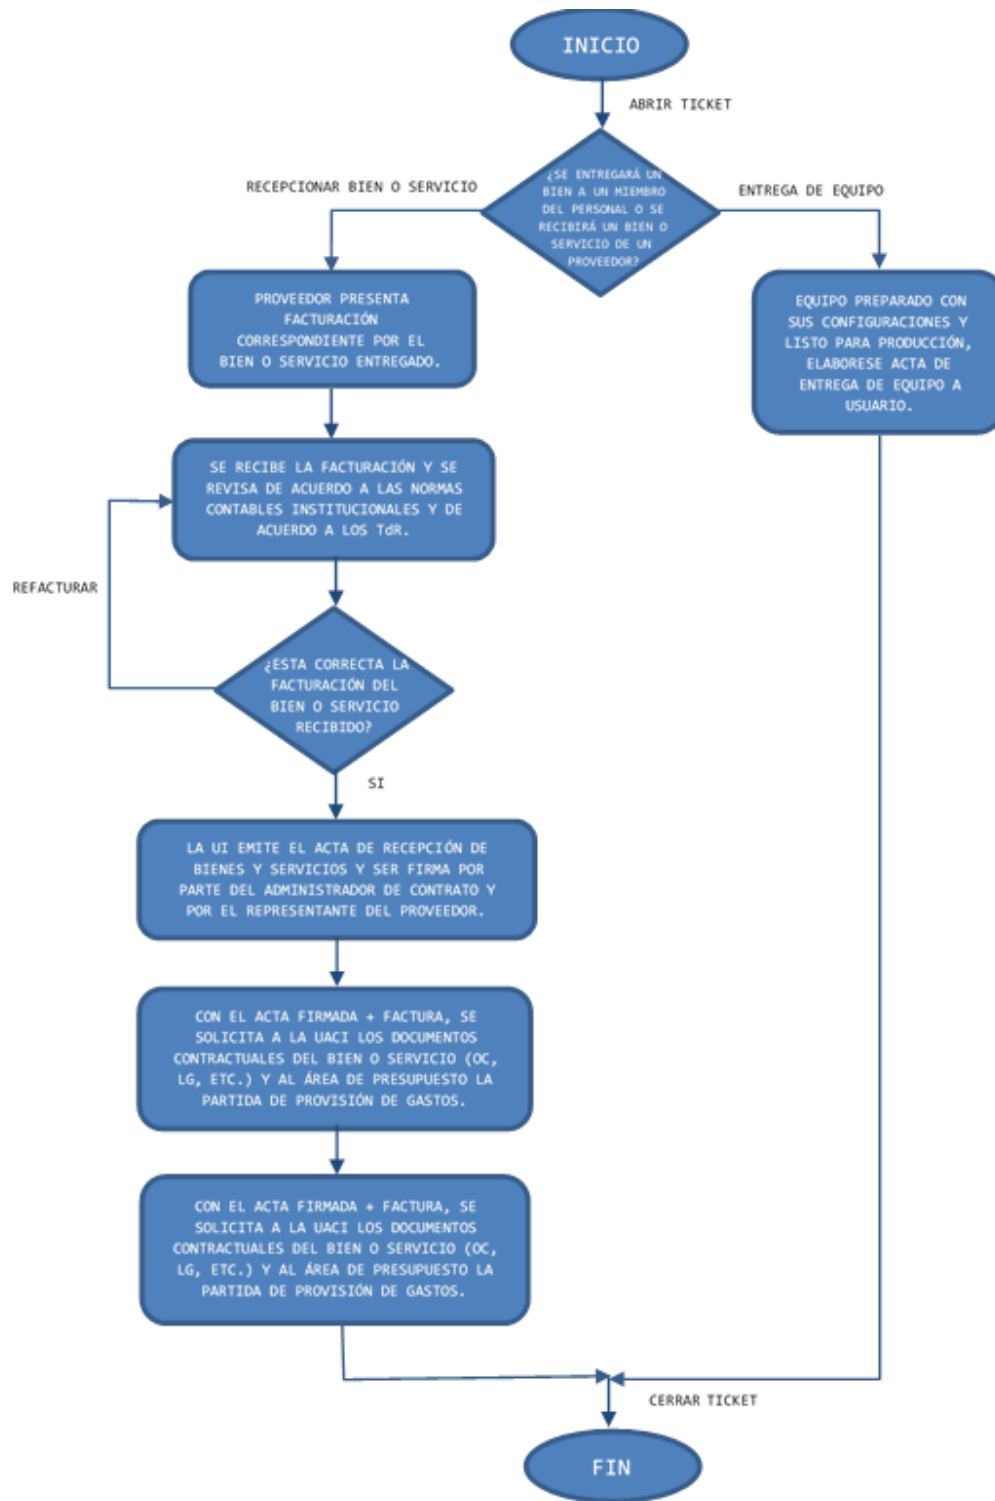 INICIO
ABRIR TICKET
¿SE ENTREGARÁ UN
BIEN A UN MIEMBRO
DEL PERSONAL O SE
RECIBIRÁ UN BIEN O
SERVICIO DE UN
PROVEEDOR?
RECEPCIONAR BIEN O SERVICIO
ENTREGA DE EQUIPO
PROVEEDOR PRESENTA
FACTURACIÓN
CORRESPONDIENTE POR EL
BIEN O SERVICIO ENTREGADO.
EQUIPO PREPARADO CON
SUS CONFIGURACIONES Y
LISTO PARA PRODUCCIÓN,
ELABORESE ACTA DE
ENTREGA DE EQUIPO A
USUARIO.
SE RECIBE LA FACTURACIÓN Y SE
REVISA DE ACUERDO A LAS NORMAS
CONTABLES INSTITUCIONALES Y DE
ACUERDO A LOS TdR.
REFACTURAR
¿ESTA CORRECTA LA
FACTURACIÓN DEL
BIEN O SERVICIO
RECIBIDO?
SI
LA UI EMITE EL ACTA DE RECEPCIÓN DE
BIENES Y SERVICIOS Y SER FIRMA POR
PARTE DEL ADMINISTRADOR DE CONTRATO Y
POR EL REPRESENTANTE DEL PROVEEDOR.
CON EL ACTA FIRMADA + FACTURA, SE
SOLICITA A LA UACI LOS DOCUMENTOS
CONTRACTUALES DEL BIEN O SERVICIO (OC,
LG, ETC.) Y AL ÁREA DE PRESUPUESTO LA
PARTIDA DE PROVISIÓN DE GASTOS.
CON EL ACTA FIRMADA + FACTURA, SE
SOLICITA A LA UACI LOS DOCUMENTOS
CONTRACTUALES DEL BIEN O SERVICIO (OC,
LG, ETC.) Y AL ÁREA DE PRESUPUESTO LA
PARTIDA DE PROVISIÓN DE GASTOS.
CERRAR TICKET
FIN